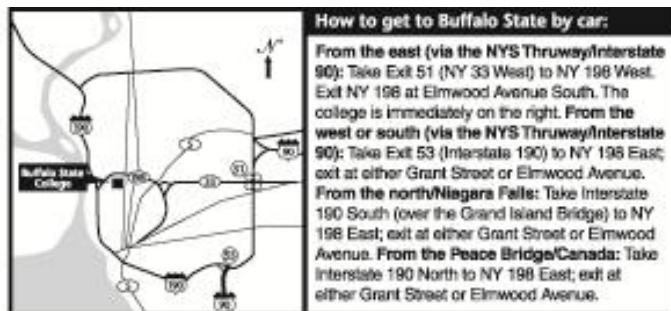 How to get to Buffalo State by car:
From the east (via the NYS Thruway/Interstate
90): Take Exit 51 (NY 33 West) to NY 198 West.
Exit NY 198 at Elmwood Avenue South. The
college is immediately on the right. From the
west or south (via the NYS Thruway/Interstate
90): Take Exit 53 (Interstate 190) to NY 198 East;
exit at either Grant Street or Elmwood Avenue.
From the north/Niagara Falls: Take Interstate
190 South (over the Grand Island Bridge) to NY
198 East; exit at either Grant Street or Elmwood
Avenue. From the Peace Bridge/Canada: Take
Interstate 190 North to NY 198 East; exit at
either Grant Street or Elmwood Avenue.
N
190
5
90
Buffalo State
College
198
33
51
53
5
190
90